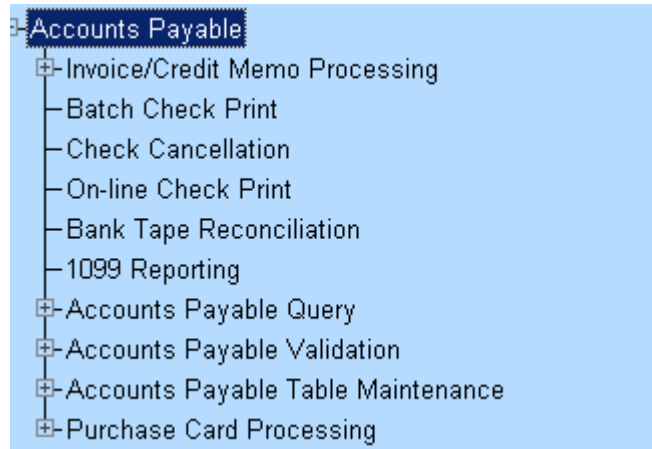 Accounts Payable
Invoice/Credit Memo Processing
Batch Check Print
Check Cancellation
On-line Check Print
Bank Tape Reconciliation
1099 Reporting
Accounts Payable Query
Accounts Payable Validation
Accounts Payable Table Maintenance
Purchase Card Processing